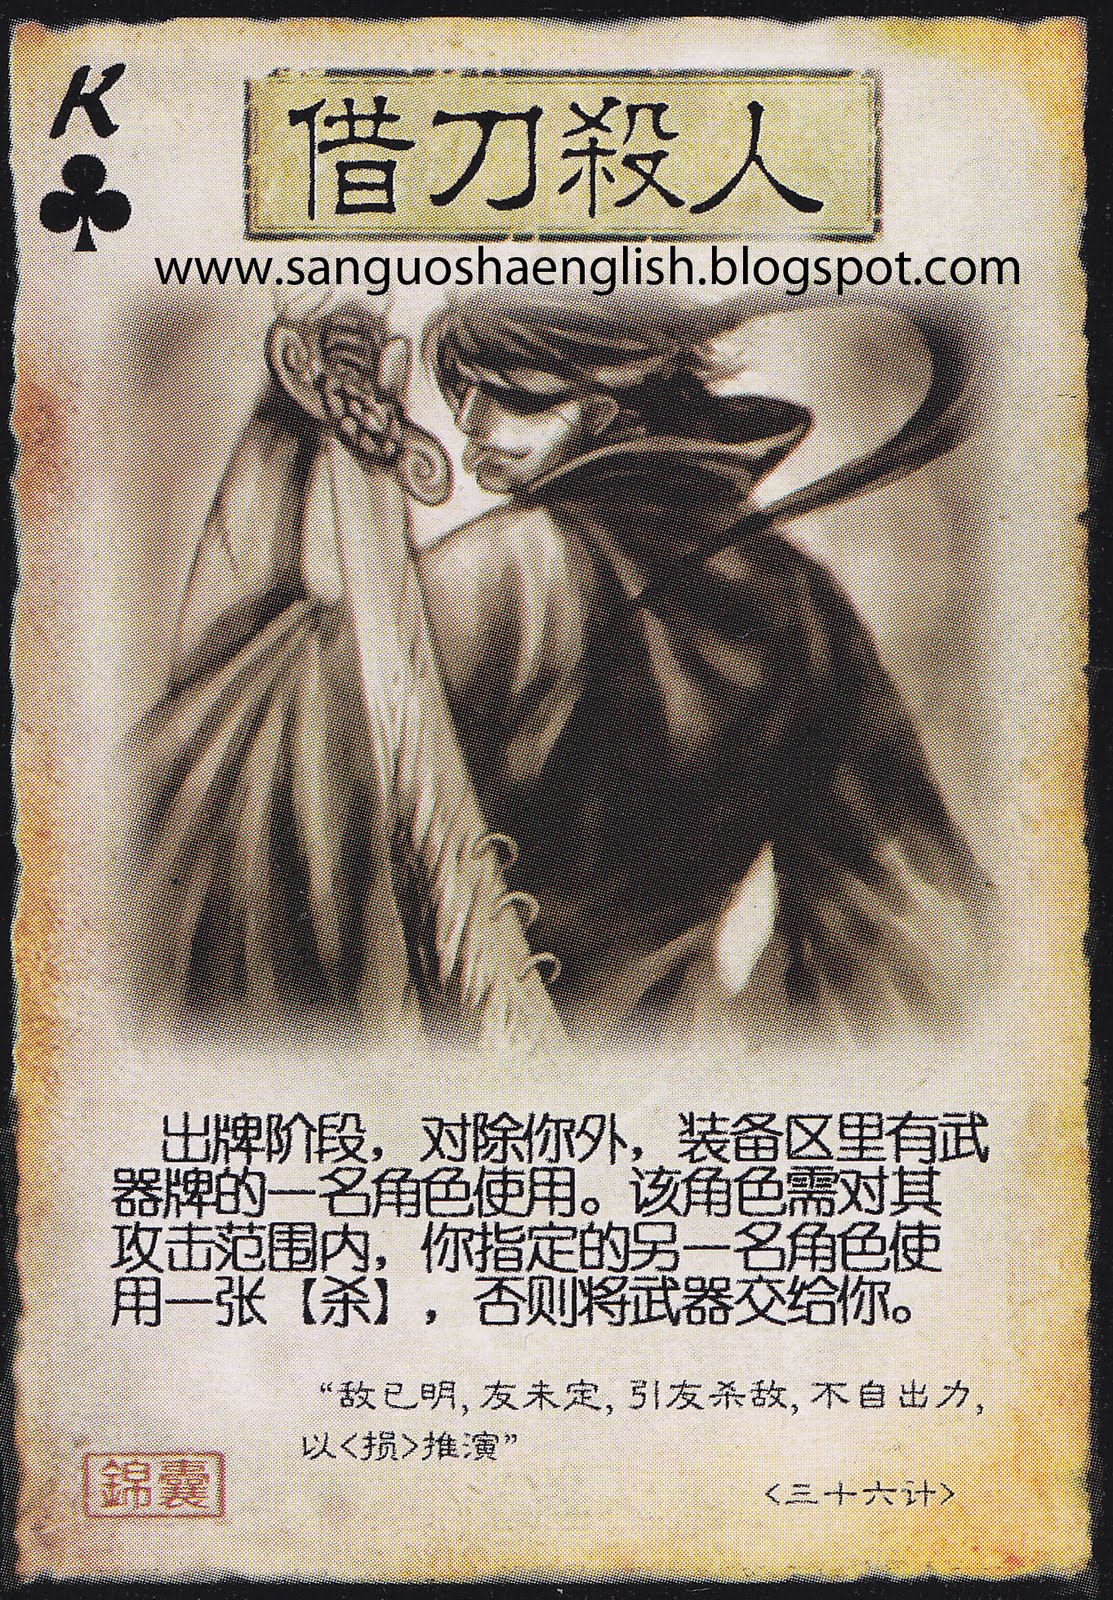 K
借刀殺人
www.sanguoshaenglish.blogspot.com
出牌阶段，对除你外，装备区里有武
器牌的一名角色使用。该角色需对其
攻击范围内，你指定的另一名角色使
用一张【杀】，否则将武器交给你。
“敌已明,友未定,引友杀敌,不自出力,
以<损>推演”
<三十六计>
錦囊